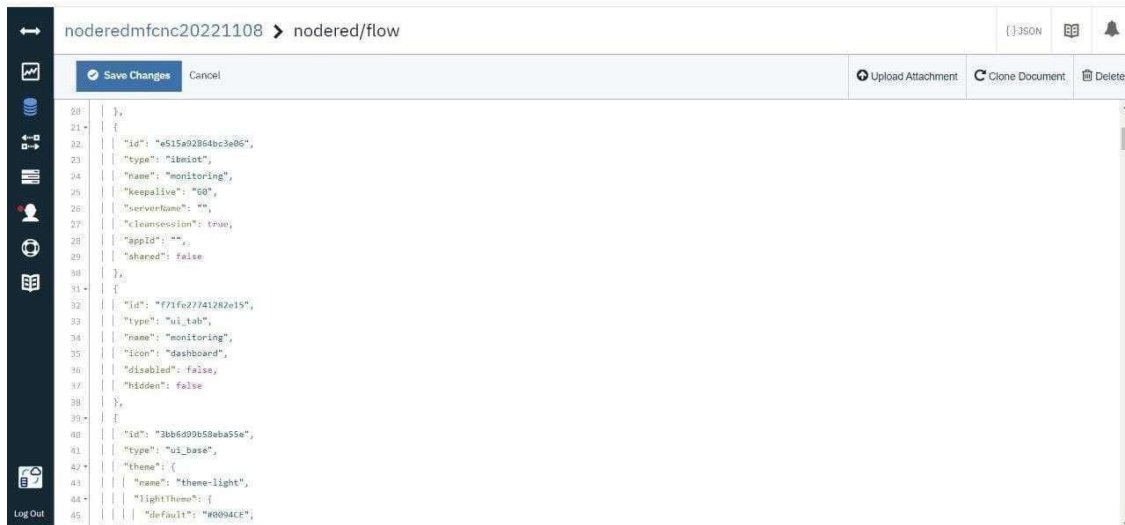 noderedmfcnc20221108 > nodered/flow
{ } JSON
Save Changes Cancel
Upload Attachment Clone Document Delete
20 },
21 {
22 "id": "e515a92864bc3e06",
23 "type": "ibmiot",
24 "name": "monitoring",
25 "keepalive": "60",
26 "serverName": "",
27 "cleansession": true,
28 "appId": "",
29 "shared": false
30 },
31 {
32 "id": "f71fe27741282e15",
33 "type": "ui_tab",
34 "name": "monitoring",
35 "icon": "dashboard",
36 "disabled": false,
37 "hidden": false
38 },
39 {
40 "id": "3bb6d99b58eba55e",
41 "type": "ui_base",
42 "theme": {
43 "name": "theme-light",
44 "lightTheme": {
45 "default": "#0094CE",
Log Out